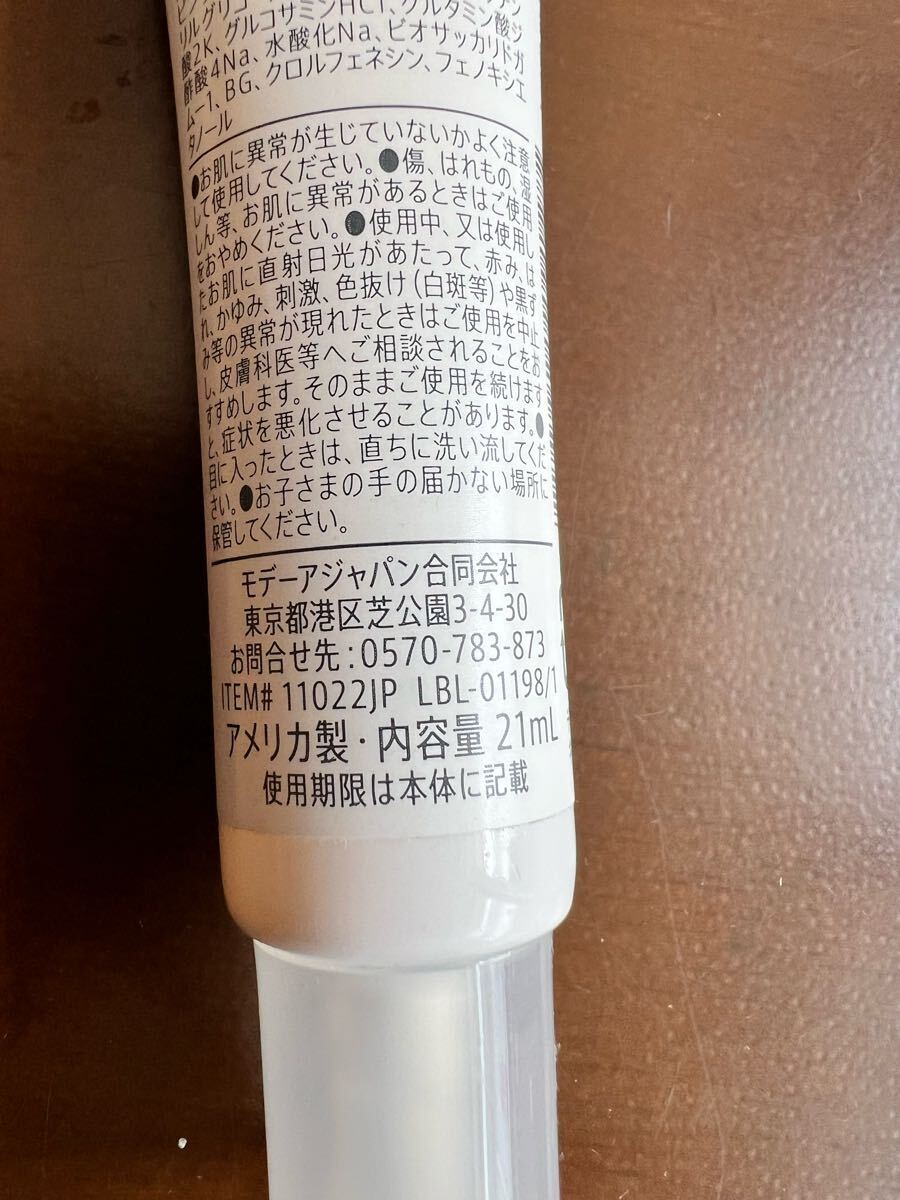 リルグリコ
酸2K、グルコサミンHCl、グルタミン酸ジ
酢酸4Na、水酸化Na、ビオサッカリドガ
ム-1、BG、クロルフェネシン、フェノキシエ
タノール
●お肌に異常が生じていないかよく注意
して使用してください。●傷、はれもの、湿
しん等、お肌に異常があるときはご使用
をおやめください。●使用中、又は使用し
たお肌に直射日光があたって、赤み、はず
れ、かゆみ、刺激、色抜け(白斑等)や黒ず
み等の異常が現れたときはご使用を中止
し、皮膚科医等へご相談されることをお
すすめします。そのままご使用を続けます
と、症状を悪化させることがあります。●
目に入ったときは、直ちに洗い流してくだ
さい。●お子さまの手の届かない場所に
保管してください。
モデーアジャパン合同会社
東京都港区芝公園3-4-30
お問合せ先:0570-783-873
ITEM# 11022JP LBL-01198/1
アメリカ製・内容量 21mL
使用期限は本体に記載